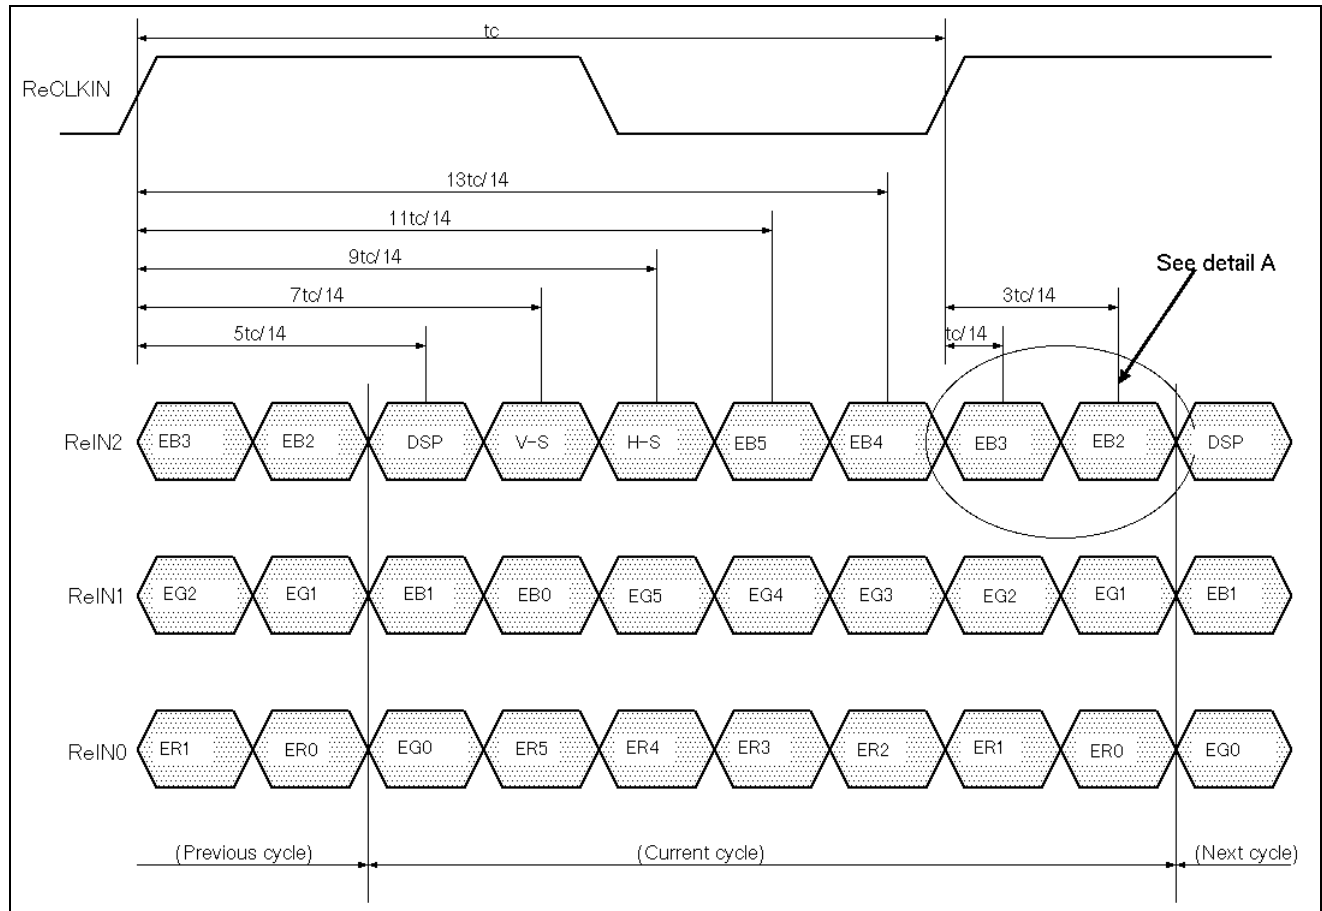 tc
ReCLKIN
13tc/14
11tc/14
9tc/14
See detail A
7tc/14
3tc/14
5tc/14
tc/14
ReIN2 EB3 EB2 DSP V-S H-S EB5 EB4 EB3 EB2 DSP
ReIN1 EG2 EG1 EB1 EB0 EG5 EG4 EG3 EG2 EG1 EB1
ReIN0 ER1 ER0 EG0 ER5 ER4 ER3 ER2 ER1 ER0 EG0
(Previous cycle) (Current cycle) (Next cycle)